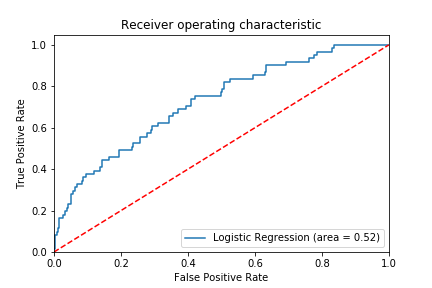 Receiver operating characteristic
1.0
0.8
0.6
0.4
0.2
0.0
True Positive Rate
Logistic Regression (area = 0.52)
0.0 0.2 0.4 0.6 0.8 1.0
False Positive Rate